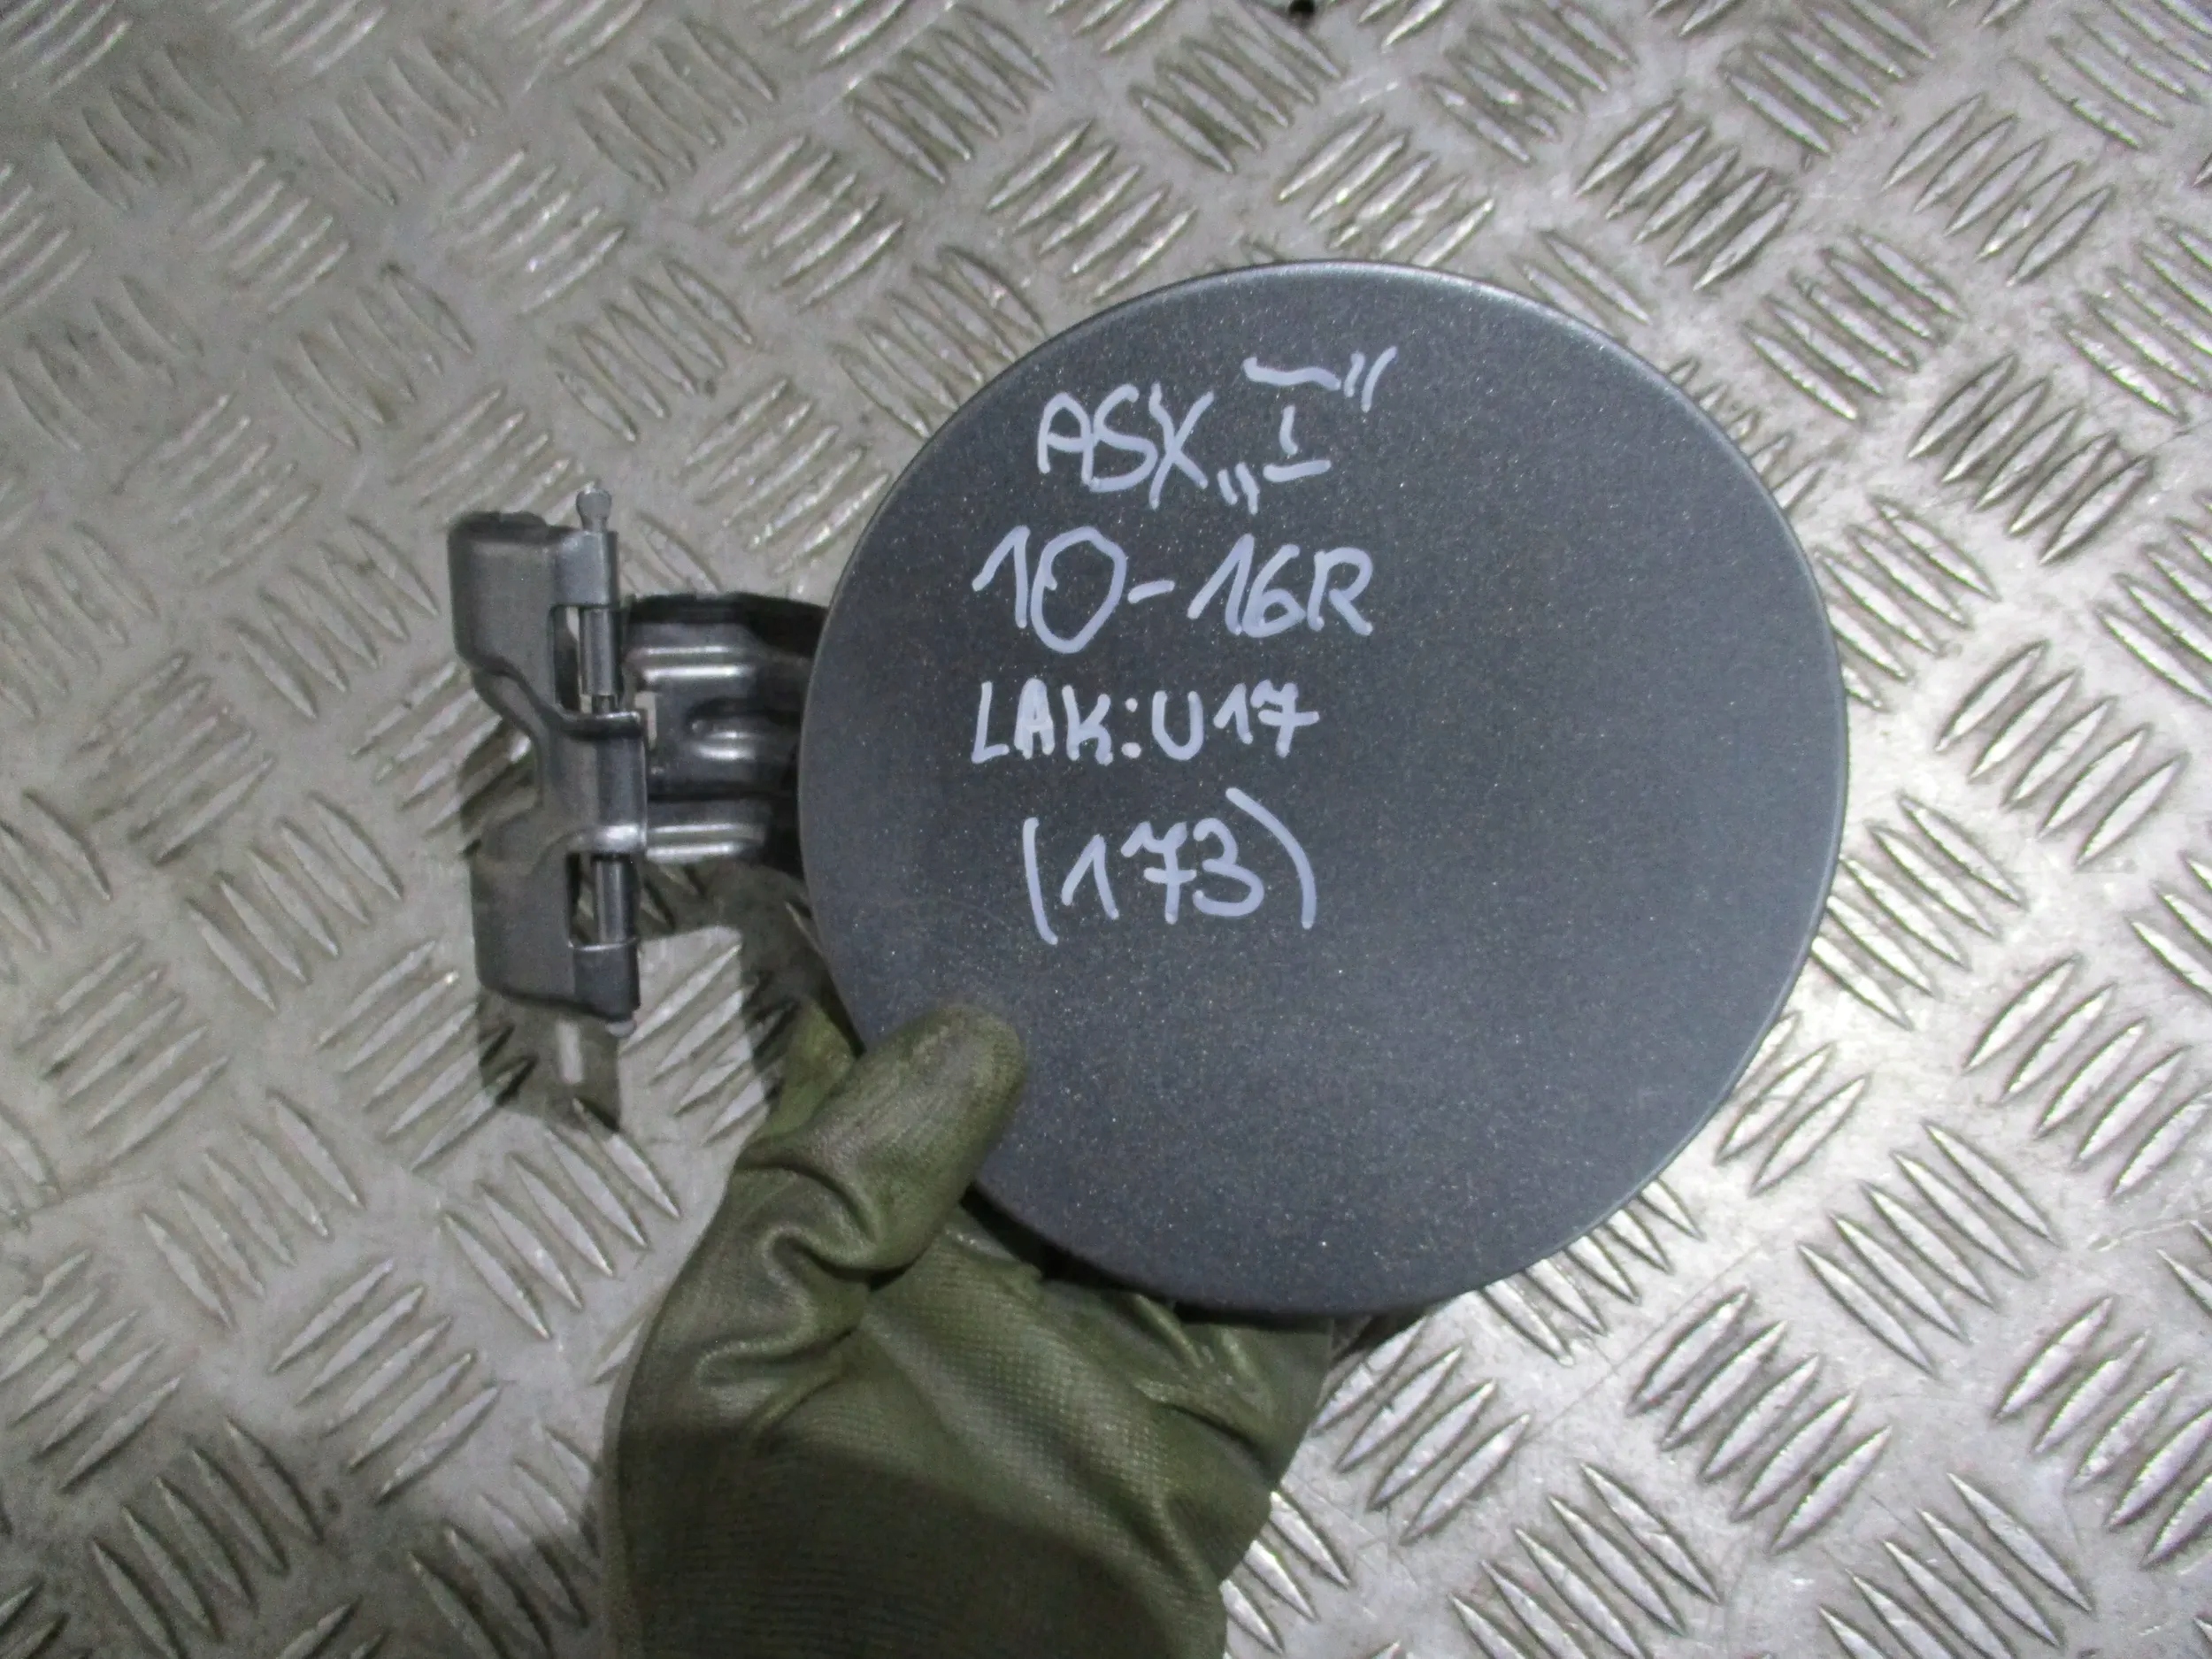 ASX „I”
10-16R
LAK:U17
(173)